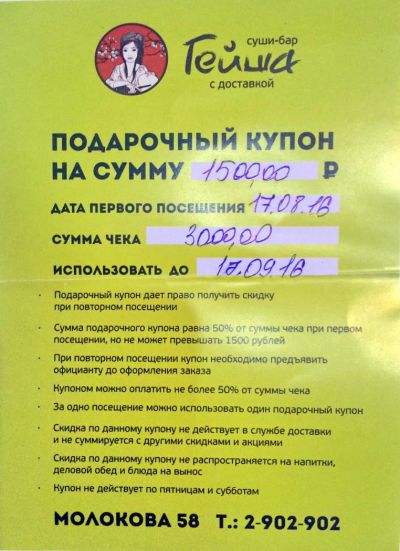 суши-бар
Гейша
с доставкой
ПОДАРОЧНЫЙ КУПОН
НА СУММУ 1500,00 ₽
ДАТА ПЕРВОГО ПОСЕЩЕНИЯ 17.08.16
СУММА ЧЕКА 3000,00
ИСПОЛЬЗОВАТЬ ДО 17.09.16
· Подарочный купон дает право получить скидку
при повторном посещении
· Сумма подарочного купона равна 50% от суммы чека при первом
посещении, но не может превышать 1500 рублей
· При повторном посещении купон необходимо предъявить
официанту до оформления заказа
· Купоном можно оплатить не более 50% от суммы чека
· За одно посещение можно использовать один подарочный купон
· Скидка по данному купону не действует в службе доставки
и не суммируется с другими скидками и акциями
· Скидка по данному купону не распространяется на напитки,
деловой обед и блюда на вынос
· Купон не действует по пятницам и субботам
МОЛОКОВА 58 Т.: 2-902-902